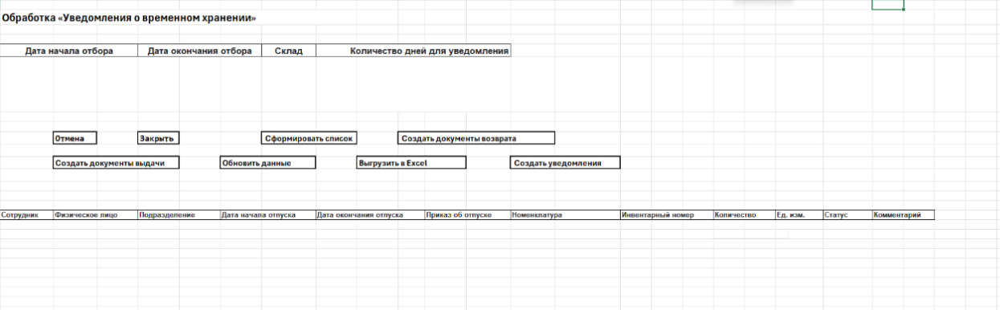 Обработка «Уведомления о временном хранении»
Дата начала отбора Дата окончания отбора Склад Количество дней для уведомления
Отмена Закрыть Сформировать список Создать документы возврата
Создать документы выдачи Обновить данные Выгрузить в Excel Создать уведомления
Сотрудник Физическое лицо Подразделение Дата начала отпуска Дата окончания отпуска Приказ об отпуске Номенклатура Инвентарный номер Количество Ед. изм. Статус Комментарий